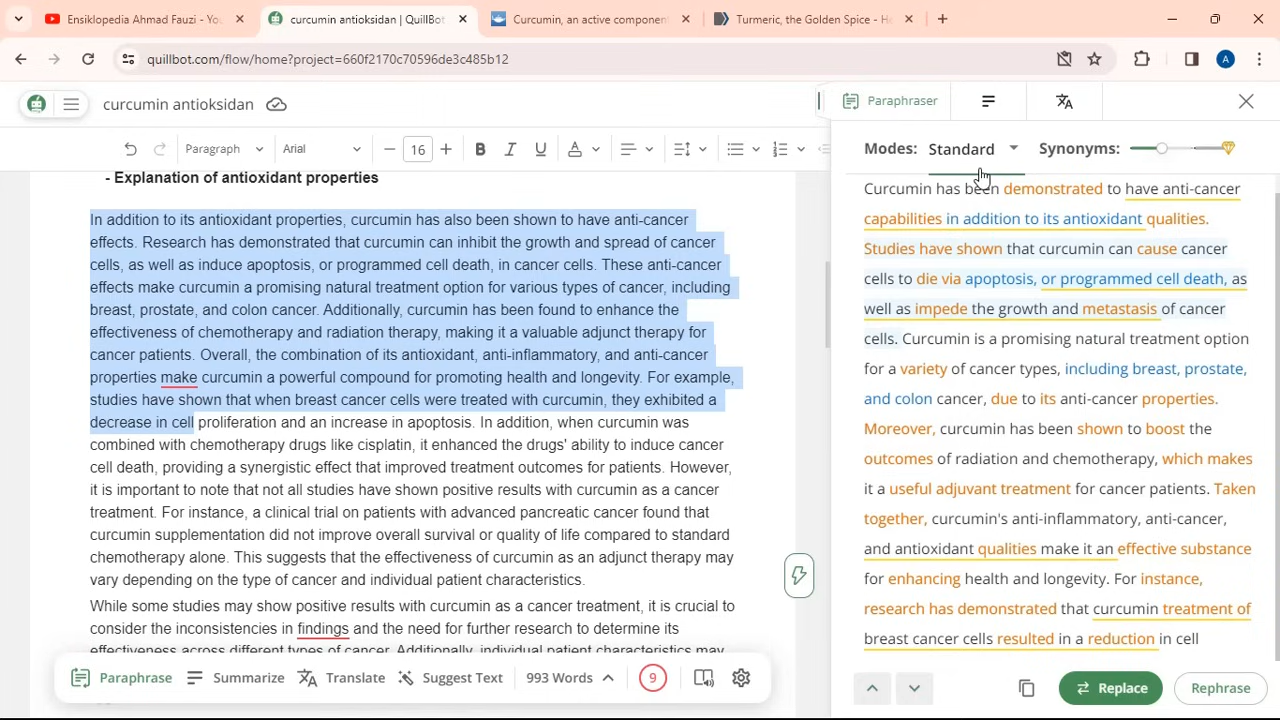 Ensiklopedia Ahmad Fauzi - You
curcumin antioksidan | QuillBot
Curcumin, an active component
Turmeric, the Golden Spice - He
quillbot.com/flow/home?project=660f2170c70596de3c485b12
A
curcumin antioksidan
Paraphraser
Paragraph
Arial
16
B
I
U
A
Modes: Standard
Synonyms:
- Explanation of antioxidant properties
In addition to its antioxidant properties, curcumin has also been shown to have anti-cancer
effects. Research has demonstrated that curcumin can inhibit the growth and spread of cancer
cells, as well as induce apoptosis, or programmed cell death, in cancer cells. These anti-cancer
effects make curcumin a promising natural treatment option for various types of cancer, including
breast, prostate, and colon cancer. Additionally, curcumin has been found to enhance the
effectiveness of chemotherapy and radiation therapy, making it a valuable adjunct therapy for
cancer patients. Overall, the combination of its antioxidant, anti-inflammatory, and anti-cancer
properties make curcumin a powerful compound for promoting health and longevity. For example,
studies have shown that when breast cancer cells were treated with curcumin, they exhibited a
decrease in cell proliferation and an increase in apoptosis. In addition, when curcumin was
combined with chemotherapy drugs like cisplatin, it enhanced the drugs' ability to induce cancer
cell death, providing a synergistic effect that improved treatment outcomes for patients. However,
it is important to note that not all studies have shown positive results with curcumin as a cancer
treatment. For instance, a clinical trial on patients with advanced pancreatic cancer found that
curcumin supplementation did not improve overall survival or quality of life compared to standard
chemotherapy alone. This suggests that the effectiveness of curcumin as an adjunct therapy may
vary depending on the type of cancer and individual patient characteristics.
While some studies may show positive results with curcumin as a cancer treatment, it is crucial to
consider the inconsistencies in findings and the need for further research to determine its
effectiveness across different types of cancer. Additionally, individual patient characteristics may
Curcumin has been demonstrated to have anti-cancer
capabilities in addition to its antioxidant qualities.
Studies have shown that curcumin can cause cancer
cells to die via apoptosis, or programmed cell death, as
well as impede the growth and metastasis of cancer
cells. Curcumin is a promising natural treatment option
for a variety of cancer types, including breast, prostate,
and colon cancer, due to its anti-cancer properties.
Moreover, curcumin has been shown to boost the
outcomes of radiation and chemotherapy, which makes
it a useful adjuvant treatment for cancer patients. Taken
together, curcumin's anti-inflammatory, anti-cancer,
and antioxidant qualities make it an effective substance
for enhancing health and longevity. For instance,
research has demonstrated that curcumin treatment of
breast cancer cells resulted in a reduction in cell
Paraphrase
Summarize
Translate
Suggest Text
993 Words
9
Replace
Rephrase